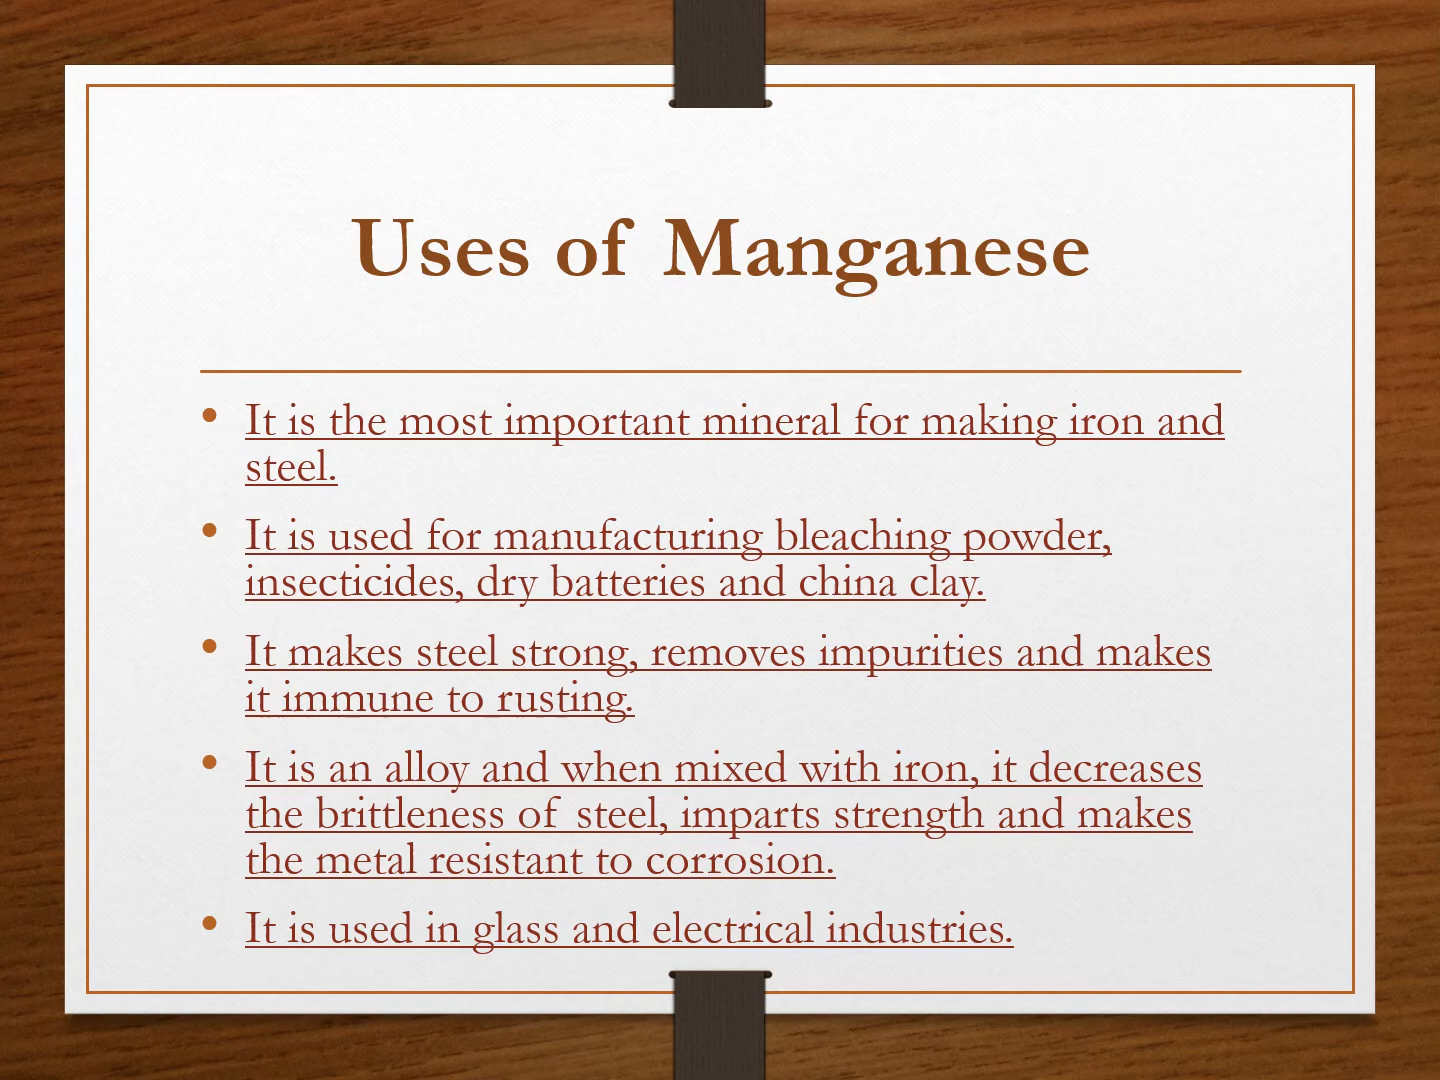 Uses of Manganese
• It is the most important mineral for making iron and
steel.
• It is used for manufacturing bleaching powder,
insecticides, dry batteries and china clay.
• It makes steel strong, removes impurities and makes
it immune to rusting.
• It is an alloy and when mixed with iron, it decreases
the brittleness of steel, imparts strength and makes
the metal resistant to corrosion.
• It is used in glass and electrical industries.